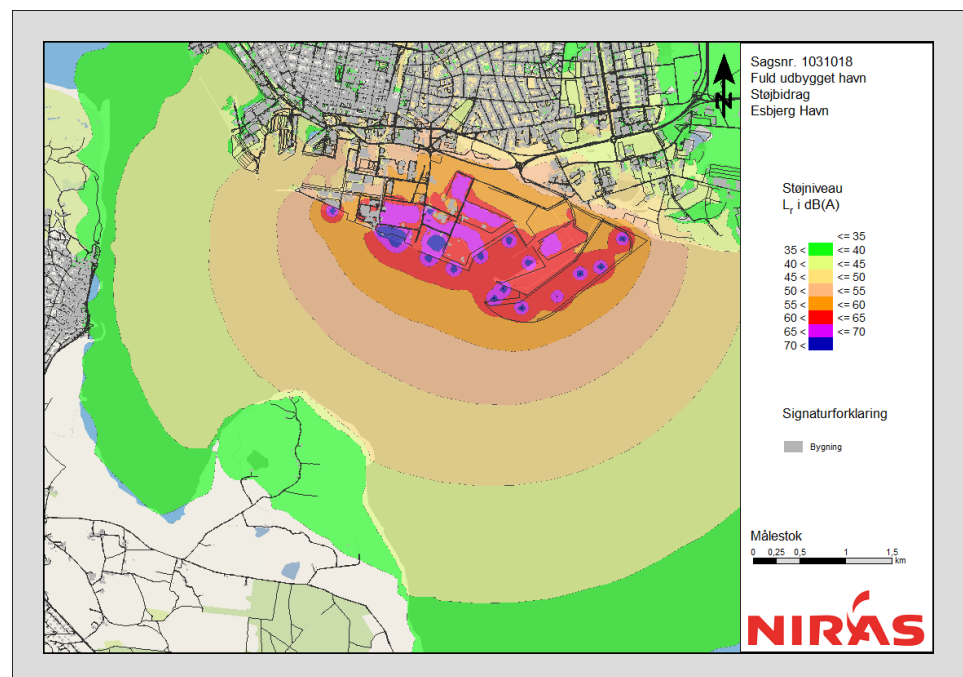 N
Sagsnr. 1031018
Fuld udbygget havn
Støjbidrag
Esbjerg Havn
Støjniveau
Lr i dB(A)
<= 35
35 < <= 40
40 < <= 45
45 < <= 50
50 < <= 55
55 < <= 60
60 < <= 65
65 < <= 70
70 <
Signaturforklaring
Bygning
Målestok
0 0,25 0,5 1 1,5
km
NIRAS